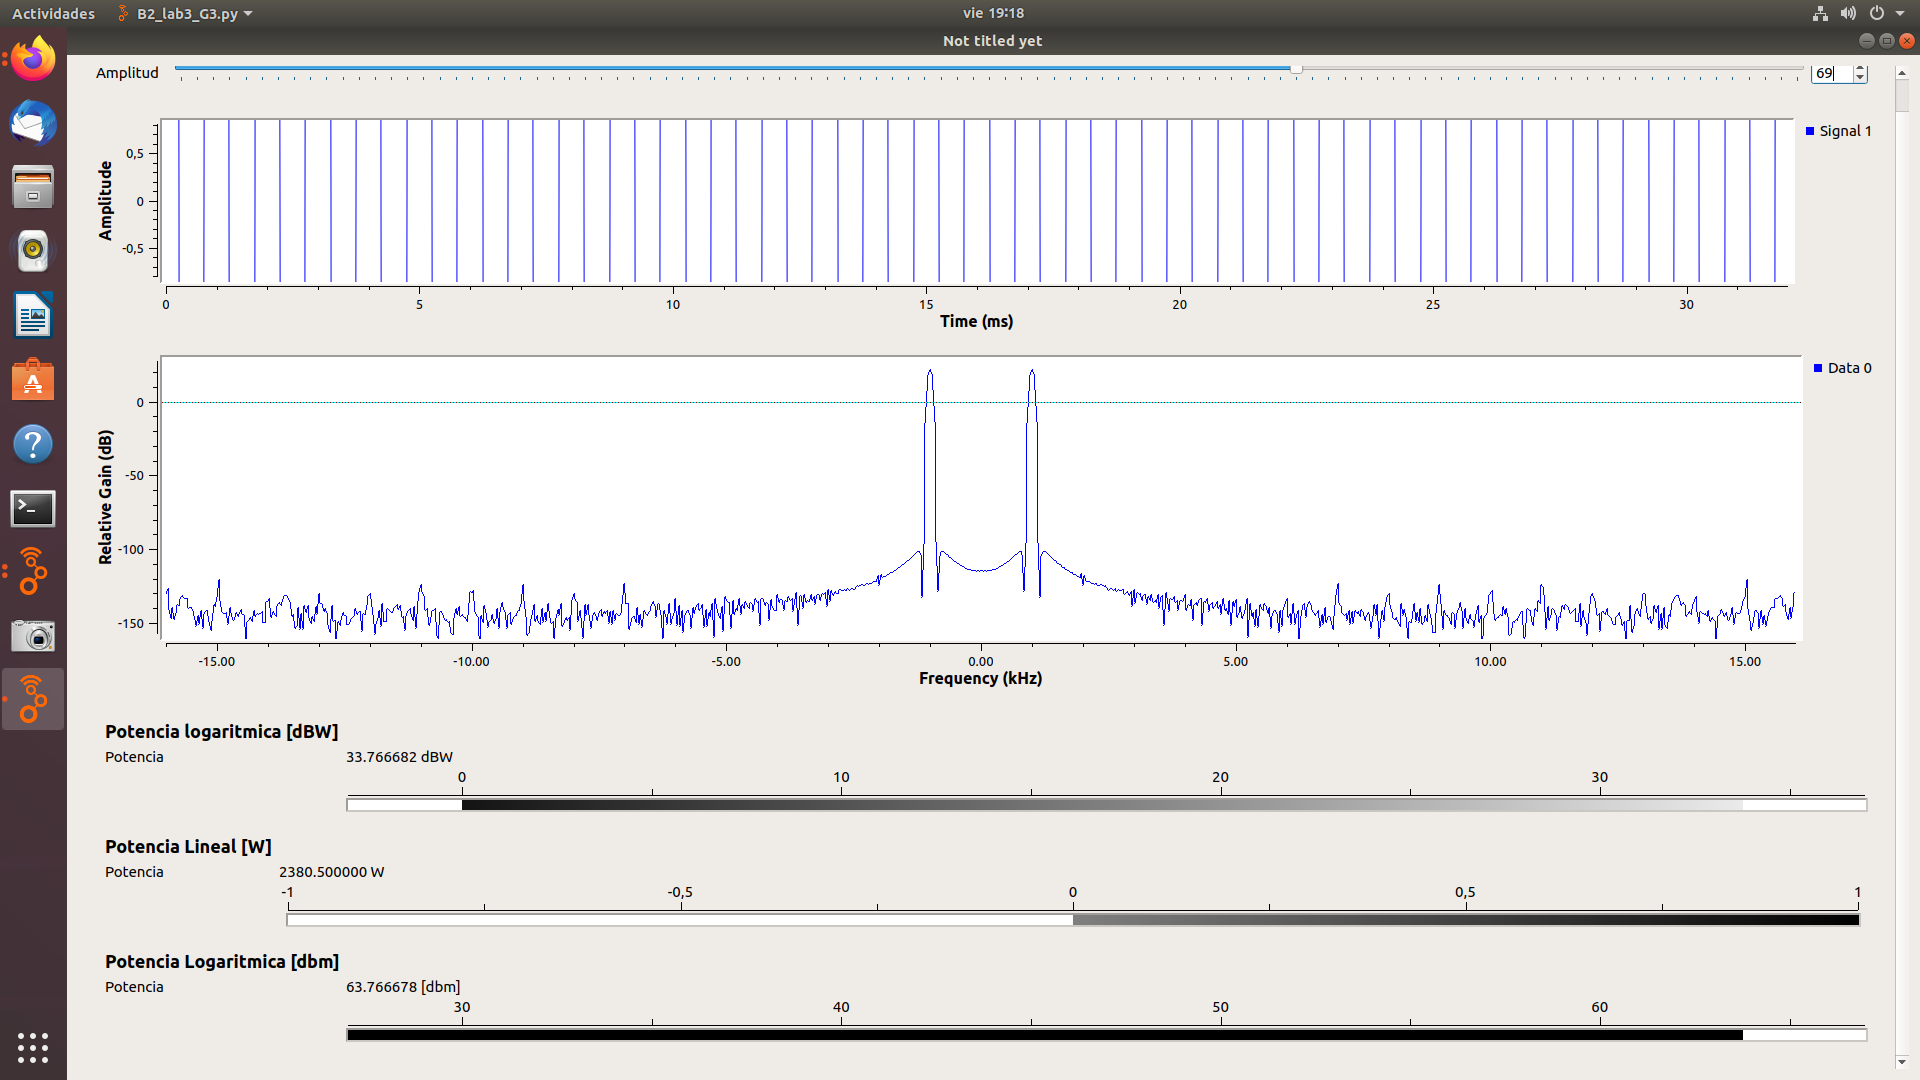 Actividades B2_lab3_G3.py vie 19:18
Not titled yet
Amplitud 69
Signal 1
Amplitude
0,5
0
-0,5
0 5 10 15 20 25 30
Time (ms)
Data 0
Relative Gain (dB)
0
-50
-100
-150
-15.00 -10.00 -5.00 0.00 5.00 10.00 15.00
Frequency (kHz)
Potencia logaritmica [dBW]
Potencia 33.766682 dBW
0 10 20 30
Potencia Lineal [W]
Potencia 2380.500000 W
-1 -0,5 0 0,5 1
Potencia Logaritmica [dbm]
Potencia 63.766678 [dbm]
30 40 50 60